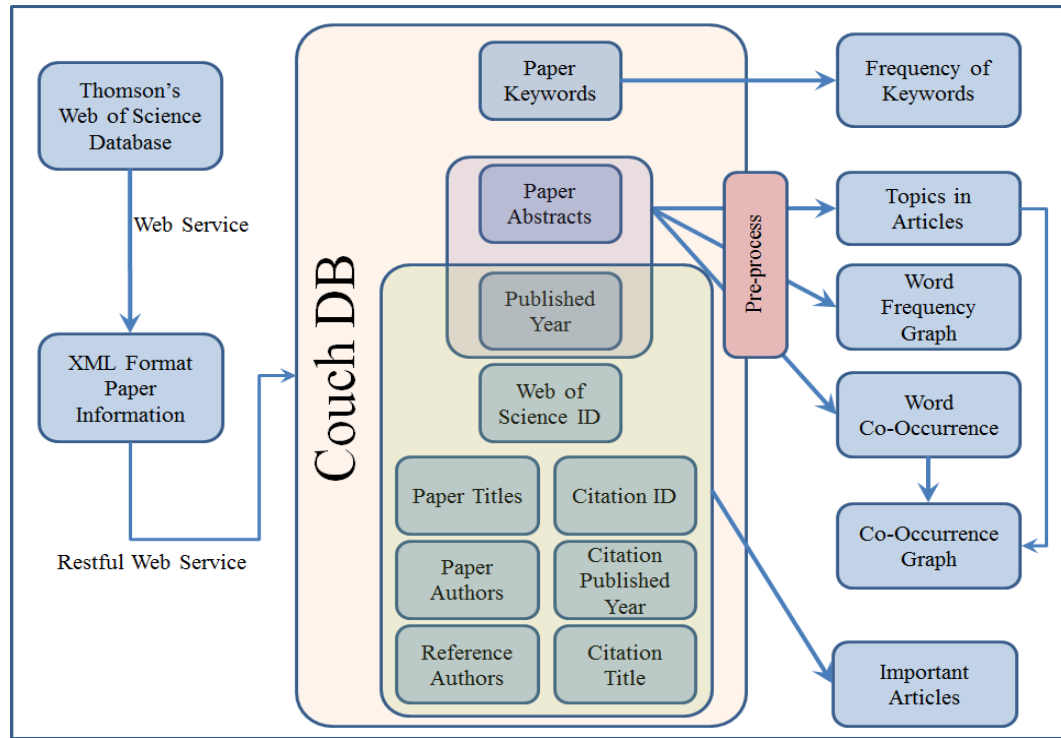 Thomson's
Web of Science
Database
Web Service
XML Format
Paper
Information
Restful Web Service
Couch DB
Paper
Keywords
Paper
Abstracts
Published
Year
Web of
Science ID
Paper Titles
Citation ID
Paper
Authors
Citation
Published
Year
Reference
Authors
Citation
Title
Pre-process
Frequency of
Keywords
Topics in
Articles
Word
Frequency
Graph
Word
Co-Occurrence
Co-Occurrence
Graph
Important
Articles